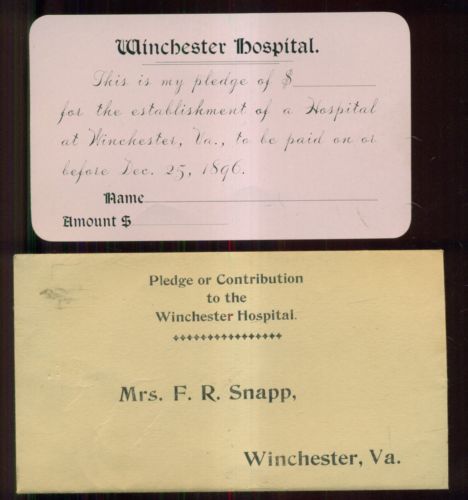 Winchester Hospital.
This is my pledge of $
for the establishment of a Hospital
at Winchester, Va., to be paid on or
before Dec. 25, 1896.
Name
Amount $
Pledge or Contribution
to the
Winchester Hospital.
Mrs. F. R. Snapp,
Winchester, Va.